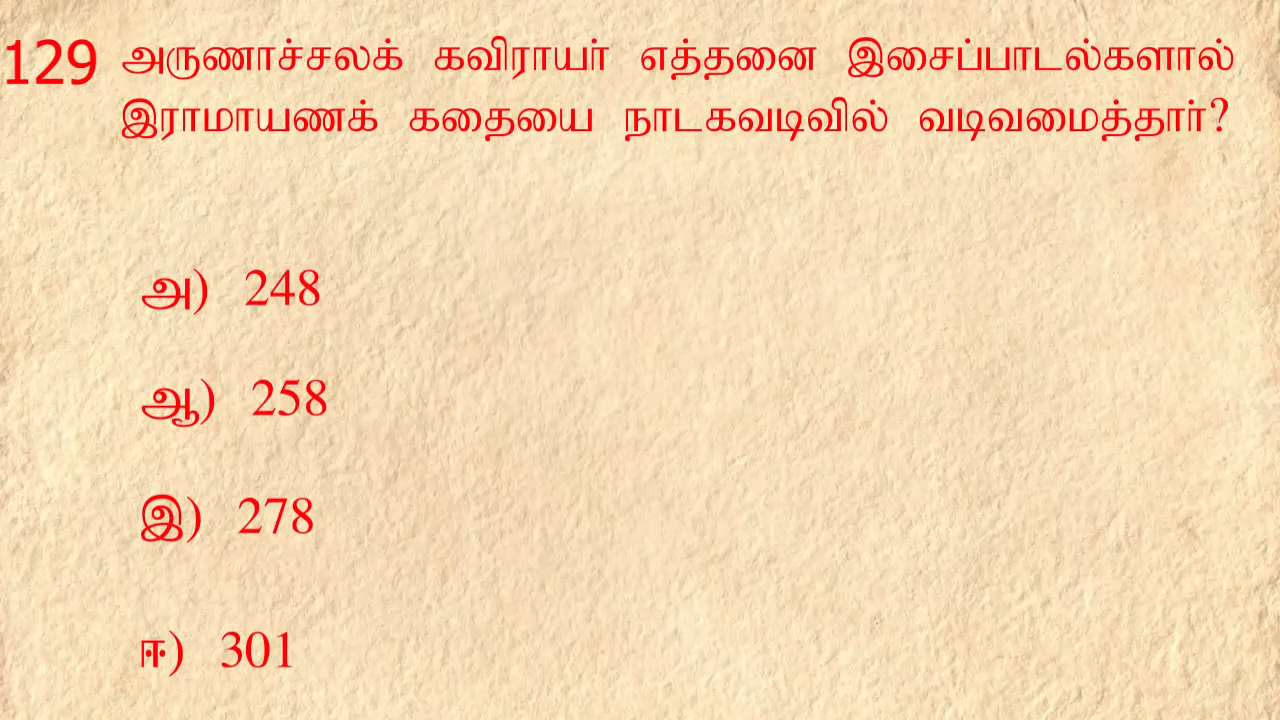 129 அருணாச்சலக் கவிராயர் எத்தனை இசைப்பாடல்களால்
இராமாயணக் கதையை நாடகவடிவில் வடிவமைத்தார்?
அ) 248
ஆ) 258
இ) 278
ஈ) 301